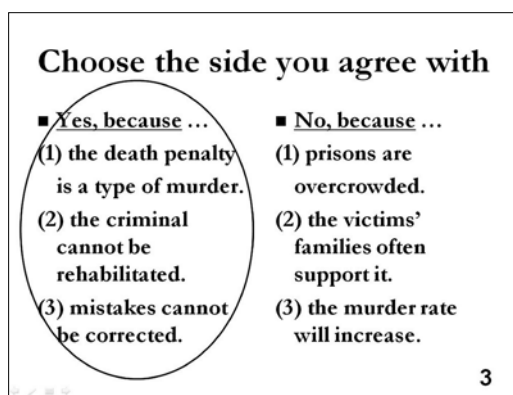 Choose the side you agree with
■ Yes, because …
(1) the death penalty
is a type of murder.
(2) the criminal
cannot be
rehabilitated.
(3) mistakes cannot
be corrected.
■ No, because …
(1) prisons are
overcrowded.
(2) the victims’
families often
support it.
(3) the murder rate
will increase.
3